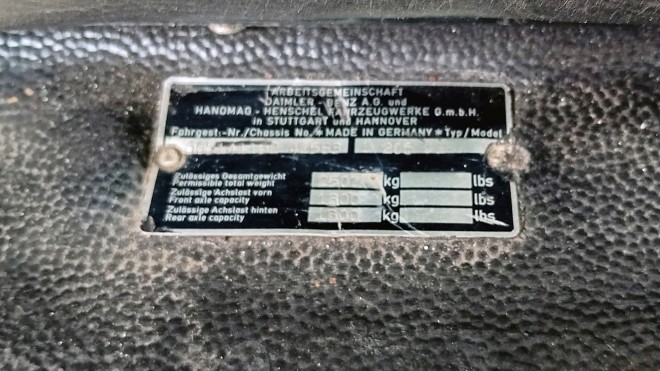 ARBEITSGEMEINSCHAFT
DAIMLER - BENZ A.G. und
HANOMAG - HENSCHEL FAHRZEUGWERKE G.m.b.H.
in STUTTGART und HANNOVER
Fahrgest.-Nr./Chassis No. * MADE IN GERMANY * Typ/Model
Zulässiges Gesamtgewicht
Permissible total weight kg lbs
Zulässige Achslast vorn
Front axle capacity kg lbs
Zulässige Achslast hinten
Rear axle capacity 1600 kg lbs